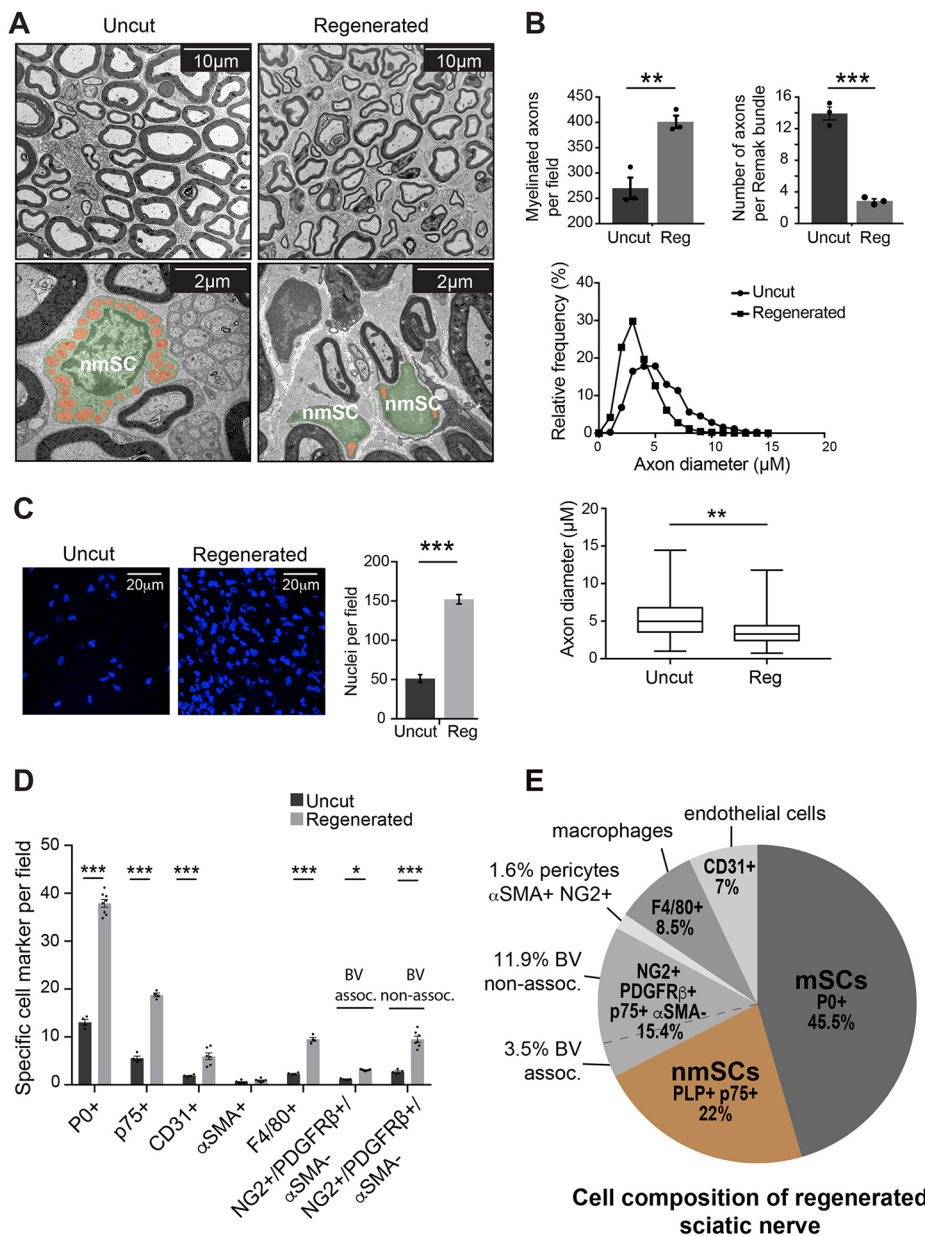 A
Uncut
Regenerated
10μm
10μm
2μm
2μm
nmSC
nmSC
nmSC
B
**
***
Myelinated axons
per field
450
400
350
300
250
200
Uncut
Reg
Number of axons
per Remak bundle
16
12
8
4
0
Uncut
Reg
Relative frequency (%)
40
30
20
10
0
Uncut
Regenerated
0
5
10
15
20
Axon diameter (μM)
Axon diameter (μM)
20
15
10
5
0
**
Uncut
Reg
C
Uncut
Regenerated
20μm
20μm
Nuclei per field
150
100
50
0
200
***
Uncut
Reg
D
Uncut
Regenerated
Specific cell marker per field
50
40
30
20
10
0
***
***
***
***
*
***
BV
assoc.
BV
non-assoc.
P0+
p75+
CD31+
αSMA+
F4/80+
NG2+/PDGFRβ+/
αSMA-
NG2+/PDGFRβ+/
αSMA-
E
endothelial cells
macrophages
1.6% pericytes
αSMA+ NG2+
11.9% BV
non-assoc.
3.5% BV
assoc.
CD31+
7%
F4/80+
8.5%
NG2+
PDGFRβ+
p75+ αSMA-
15.4%
mSCs
P0+
45.5%
nmSCs
PLP+ p75+
22%
Cell composition of regenerated
sciatic nerve